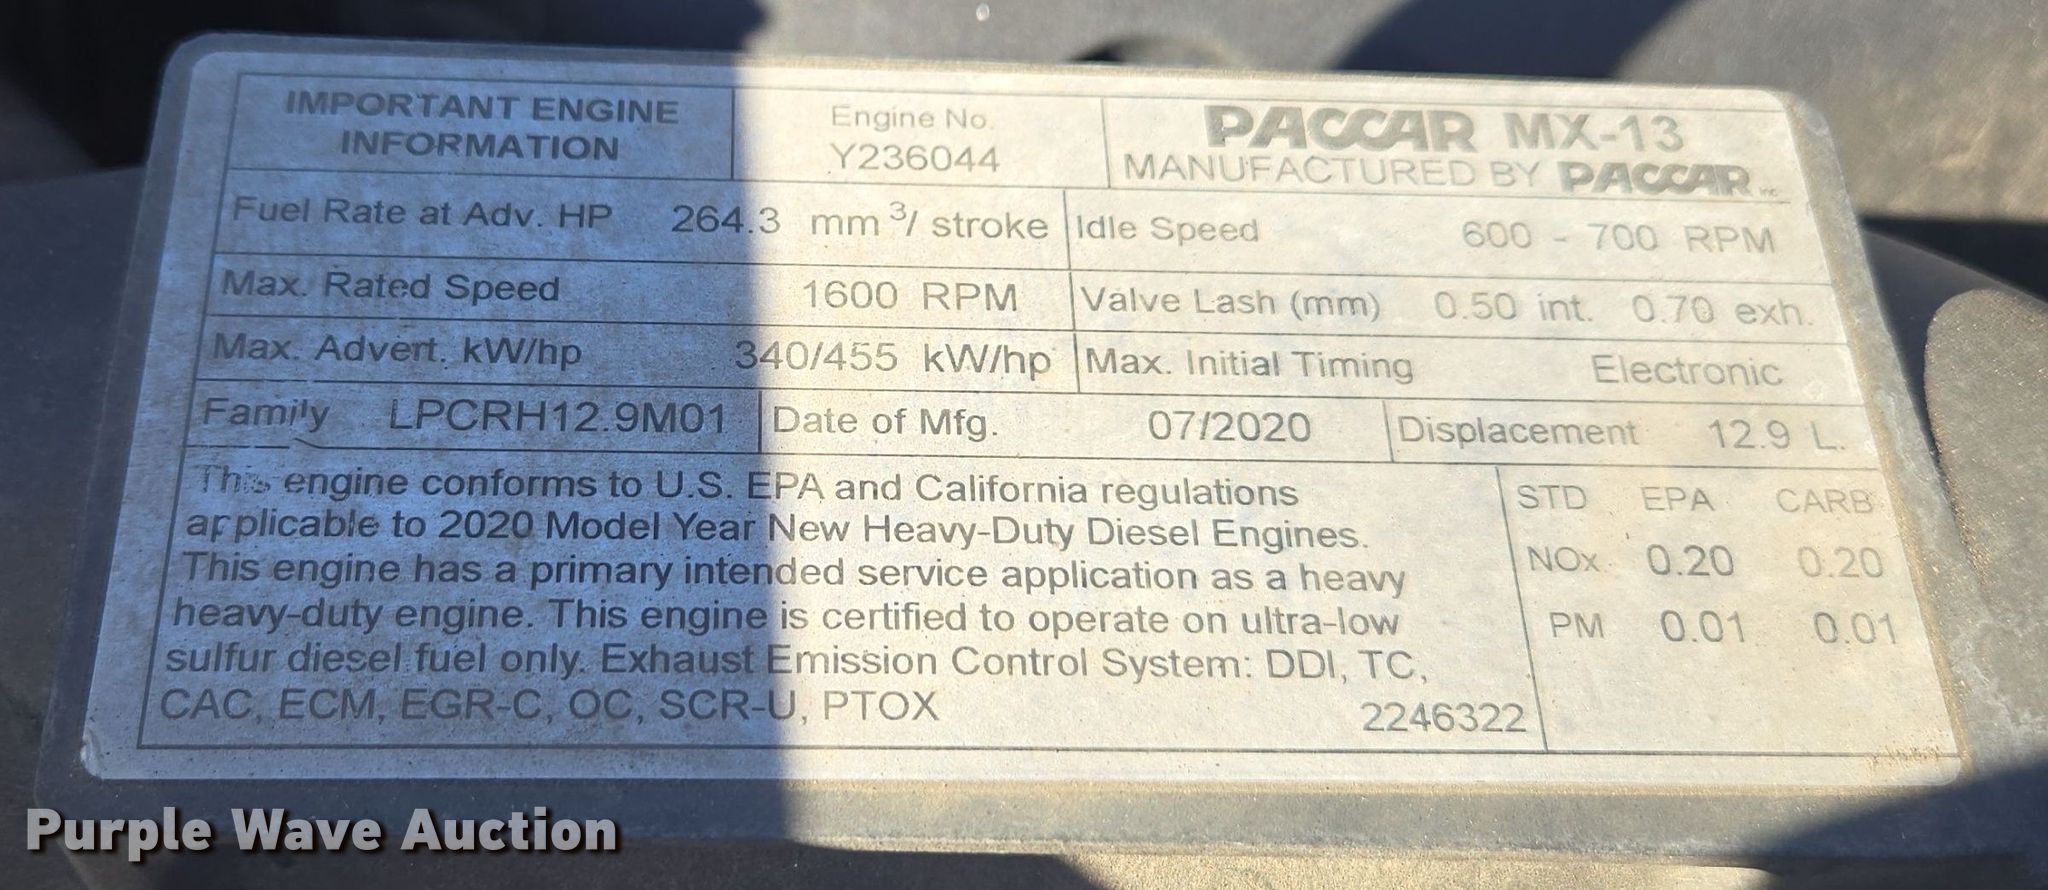 IMPORTANT ENGINE
INFORMATION
Engine No.
Y236044
PACCAR MX-13
MANUFACTURED BY PACCAR Inc.
Fuel Rate at Adv. HP 264.3 mm³/ stroke
Idle Speed 600 - 700 RPM
Max. Rated Speed 1600 RPM
Valve Lash (mm) 0.50 int. 0.70 exh.
Max. Advert. kW/hp 340/455 kW/hp
Max. Initial Timing Electronic
Family LPCRH12.9M01
Date of Mfg. 07/2020
Displacement 12.9 L.
This engine conforms to U.S. EPA and California regulations
applicable to 2020 Model Year New Heavy-Duty Diesel Engines.
This engine has a primary intended service application as a heavy
heavy-duty engine. This engine is certified to operate on ultra-low
sulfur diesel fuel only. Exhaust Emission Control System: DDI, TC,
CAC, ECM, EGR-C, OC, SCR-U, PTOX
2246322
STD EPA CARB
NOx 0.20 0.20
PM 0.01 0.01
Purple Wave Auction